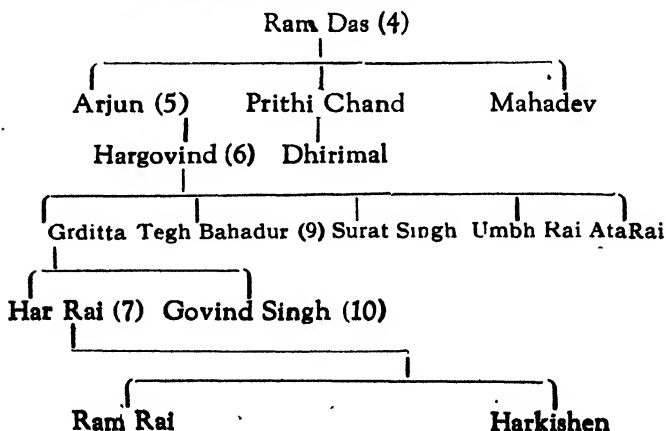 Ram Das (4)
Arjun (5) Prithi Chand Mahadev
Hargovind (6) Dhirimal
Grditta Tegh Bahadur (9) Surat Singh Umbh Rai AtaRai
Har Rai (7) Govind Singh (10)
Ram Rai Harkishen